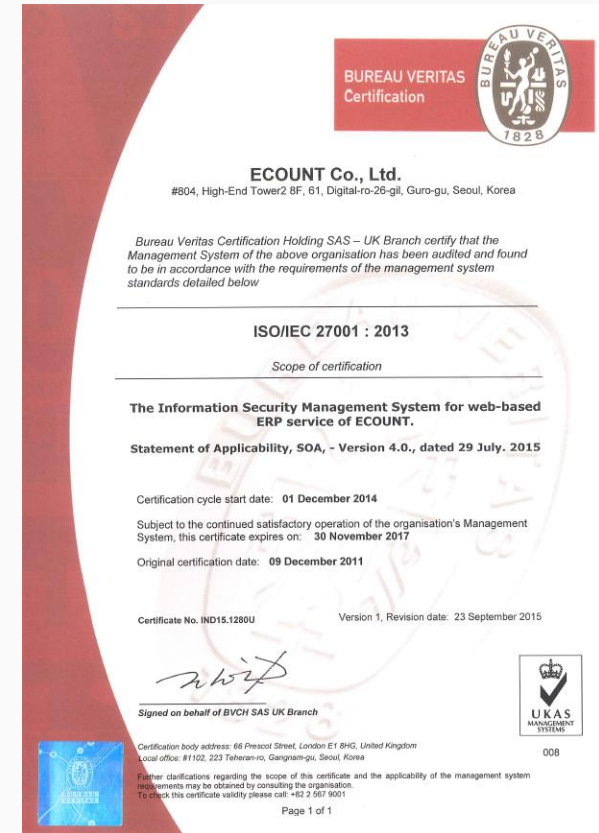 BUREAU VERITAS
Certification
BUREAU VERITAS
1828
ECOUNT Co., Ltd.
#804, High-End Tower2 8F, 61, Digital-ro-26-gil, Guro-gu, Seoul, Korea
Bureau Veritas Certification Holding SAS – UK Branch certify that the
Management System of the above organisation has been audited and found
to be in accordance with the requirements of the management system
standards detailed below
ISO/IEC 27001 : 2013
Scope of certification
The Information Security Management System for web-based
ERP service of ECOUNT.
Statement of Applicability, SOA, - Version 4.0., dated 29 July. 2015
Certification cycle start date: 01 December 2014
Subject to the continued satisfactory operation of the organisation's Management
System, this certificate expires on: 30 November 2017
Original certification date: 09 December 2011
Certificate No. IND15.1280U
Version 1, Revision date: 23 September 2015
Signed on behalf of BVCH SAS UK Branch
UKAS
MANAGEMENT
SYSTEMS
008
Certification body address: 66 Prescot Street, London E1 8HG, United Kingdom
Local office: #1102, 223 Teheran-ro, Gangnam-gu, Seoul, Korea
Further clarifications regarding the scope of this certificate and the applicability of the management system
requirements may be obtained by consulting the organisation.
To check this certificate validity please call: +82 2 567 9001
Page 1 of 1